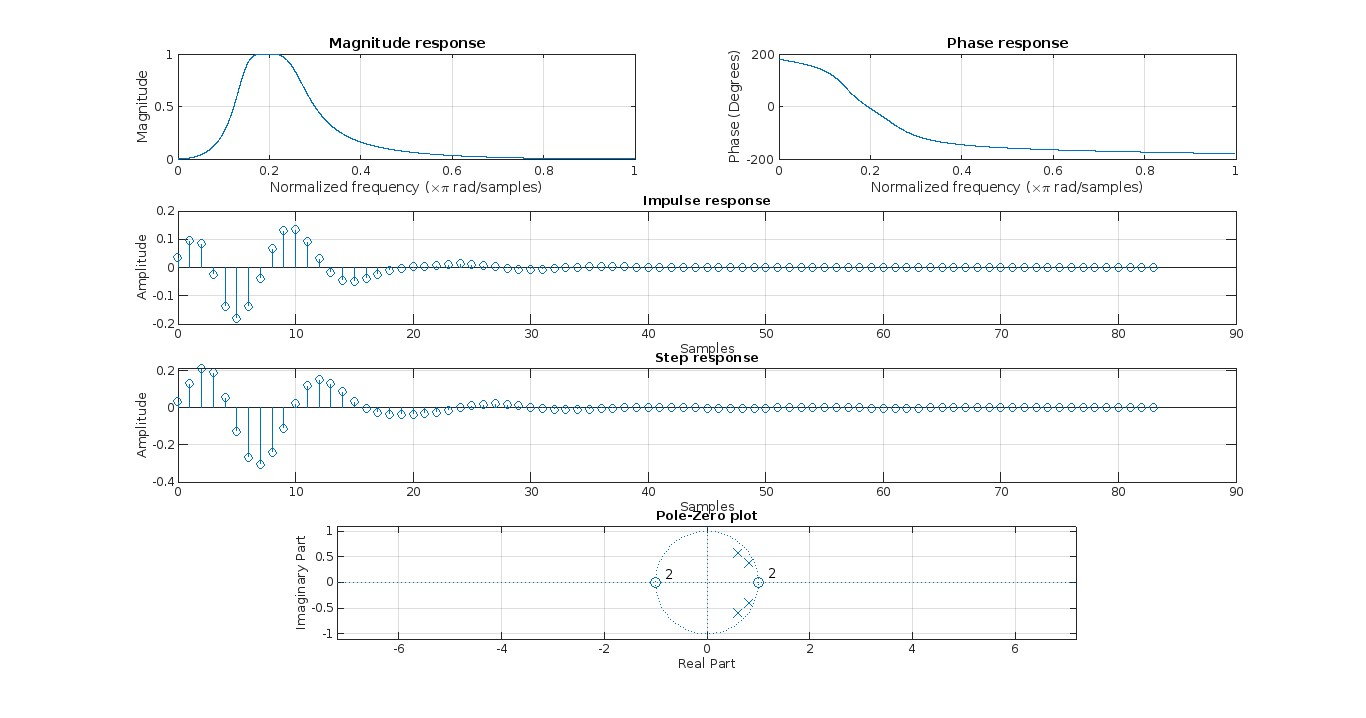 Magnitude response
Magnitude
1
0.5
0
0 0.2 0.4 0.6 0.8 1
Normalized frequency (×π rad/samples)
Phase response
Phase (Degrees)
200
0
-200
0 0.2 0.4 0.6 0.8 1
Normalized frequency (×π rad/samples)
Impulse response
Amplitude
0.2
0.1
0
-0.1
-0.2
0 10 20 30 40 50 60 70 80 90
Samples
Step response
Amplitude
0.2
0
-0.2
-0.4
0 10 20 30 40 50 60 70 80 90
Samples
Pole-Zero plot
Imaginary Part
1
0.5
0
-0.5
-1
2 2
-6 -4 -2 0 2 4 6
Real Part